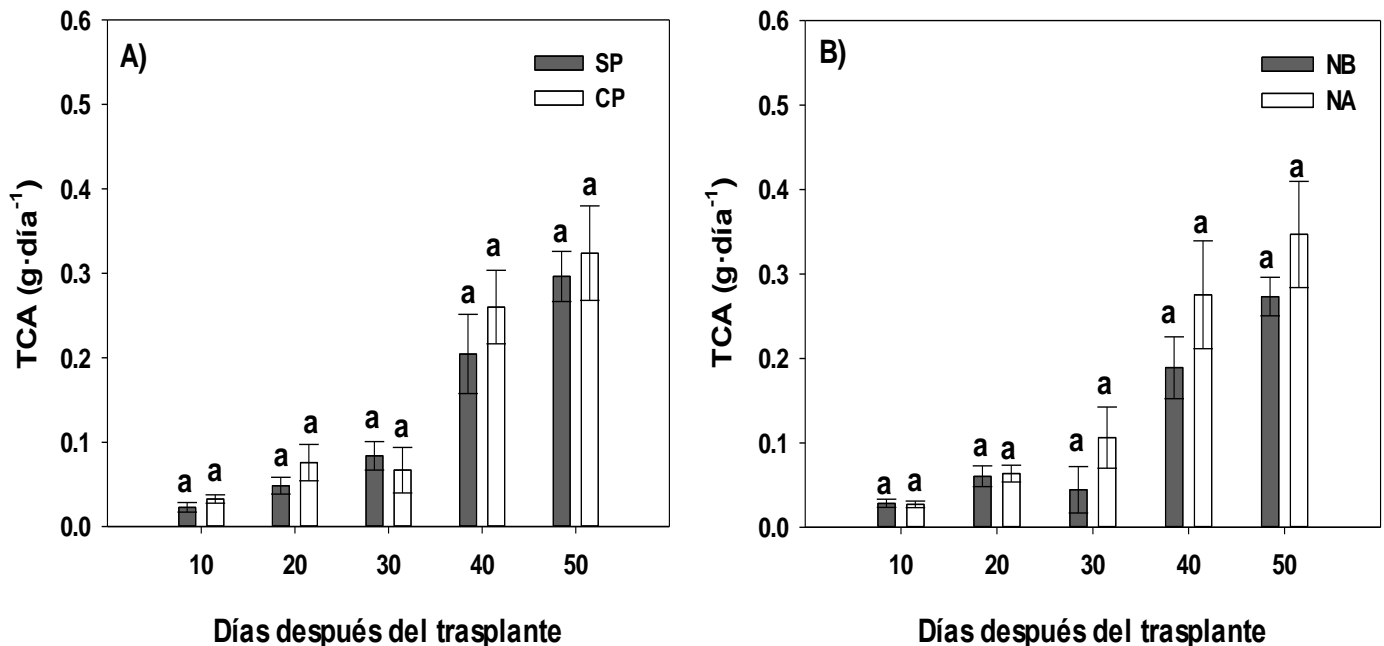 A)
SP
CP
TCA (g·día⁻¹)
0.6
0.5
0.4
0.3
0.2
0.1
0.0
a a a a a a a a a a
10 20 30 40 50
Días después del trasplante
B)
NB
NA
TCA (g·día⁻¹)
0.6
0.5
0.4
0.3
0.2
0.1
0.0
a a a a a a a a a a
10 20 30 40 50
Días después del trasplante